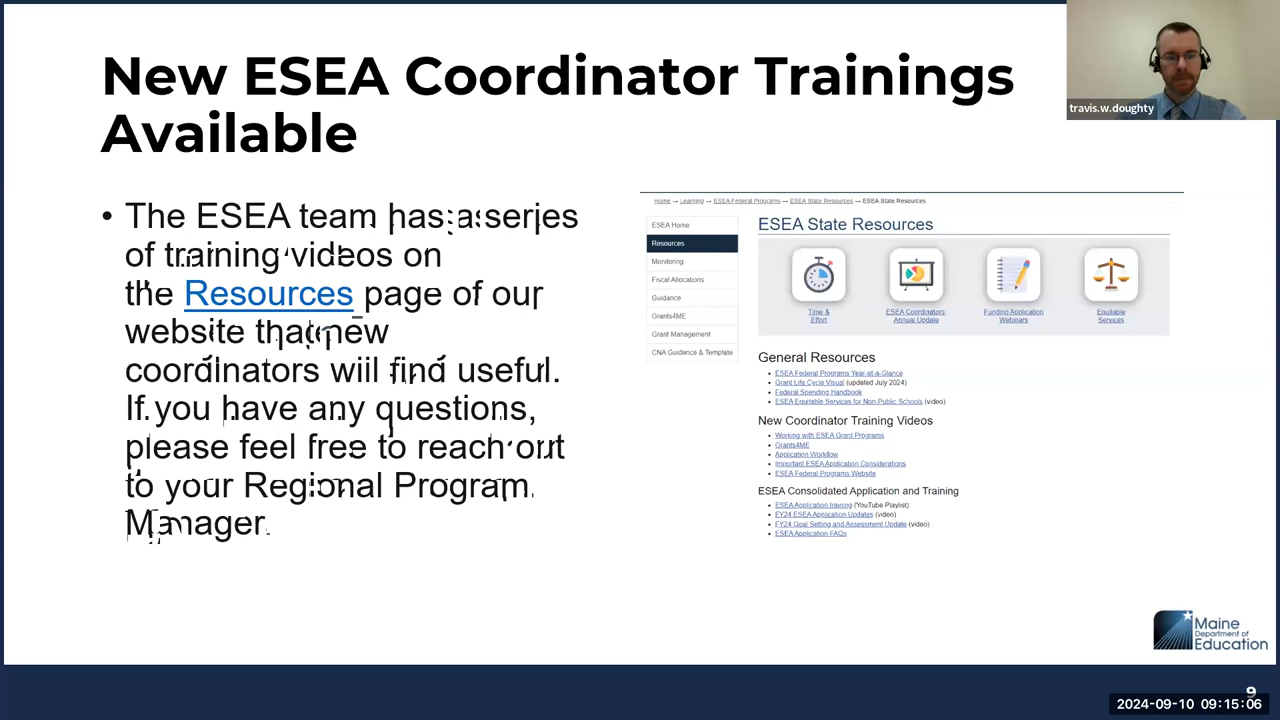 New ESEA Coordinator Trainings
Available
travis.w.doughty
• The ESEA team has a series
of training videos on
the Resources page of our
website that new
coordinators will find useful.
If you have any questions,
please feel free to reach out
to your Regional Program
Manager.
Home → Learning → ESEA Federal Programs → ESEA State Resources → ESEA State Resources
ESEA Home
Resources
Monitoring
Fiscal Allocations
Guidance
Grants4ME
Grant Management
CNA Guidance & Template
ESEA State Resources
Time &
Effort
ESEA Coordinators:
Annual Update
Funding Application
Webinars
Equitable
Services
General Resources
• ESEA Federal Programs Year-at-a-Glance
• Grant Life Cycle Visual (updated July 2024)
• Federal Spending Handbook
• ESEA Equitable Services for Non-Public Schools (video)
New Coordinator Training Videos
• Working with ESEA Grant Programs
• Grants4ME
• Application Workflow
• Important ESEA Application Considerations
• ESEA Federal Programs Website
ESEA Consolidated Application and Training
• ESEA Application training (YouTube Playlist)
• FY24 ESEA Application Updates (video)
• FY24 Goal Setting and Assessment Update (video)
• ESEA Application FAQs
Maine
Department of
Education
9
2024-09-10 09:15:06